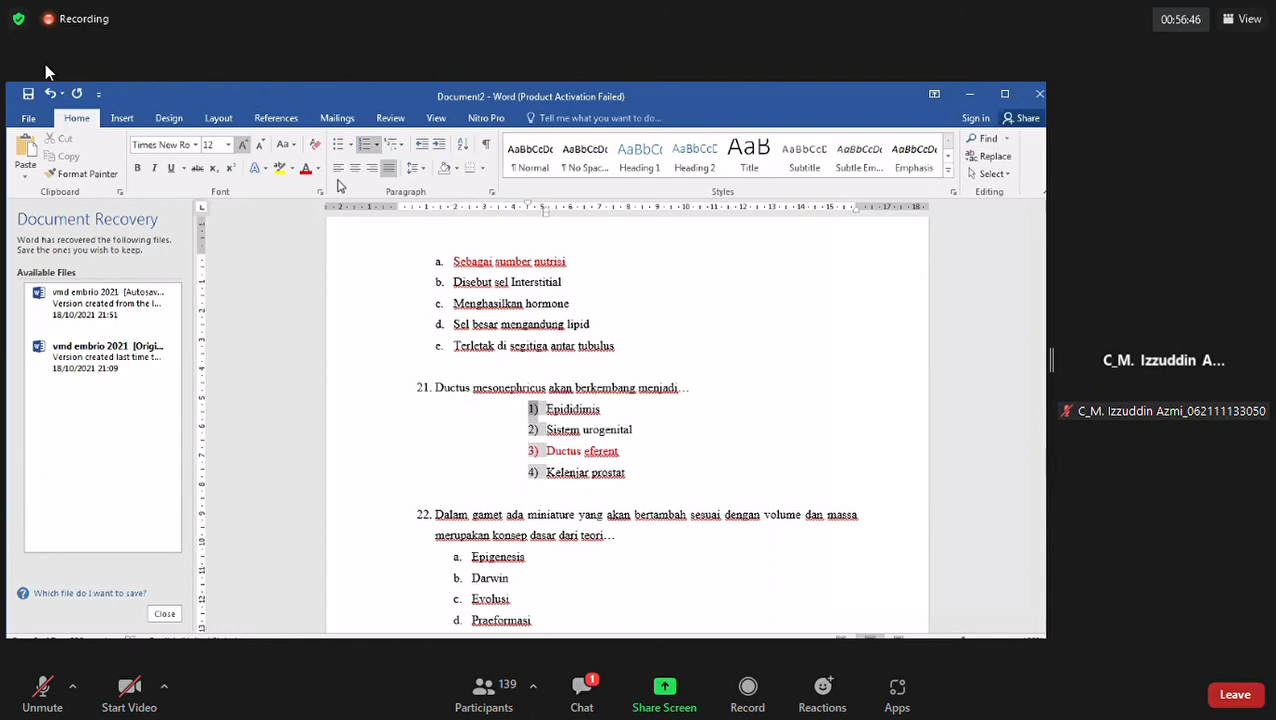 Recording
00:56:46
View
Document2 - Word (Product Activation Failed)
File
Home
Insert
Design
Layout
References
Mailings
Review
View
Nitro Pro
Tell me what you want to do...
Sign in
Share
Paste
Cut
Copy
Format Painter
Clipboard
Times New Ro
12
Font
Paragraph
AaBbCcDc
AaBbCcDc
AaBbCc
AaBbCcC
AaB
AaBbCcD
AaBbCcD
AaBbCcD
¶ Normal
¶ No Spac...
Heading 1
Heading 2
Title
Subtitle
Subtle Em...
Emphasis
Styles
Find
Replace
Select
Editing
Document Recovery
Word has recovered the following files.
Save the ones you wish to keep.
Available Files
vmd embrio 2021 [Autosav...
Version created from the l...
18/10/2021 21:51
vmd embrio 2021 [Origi...
Version created last time t...
18/10/2021 21:09
Which file do I want to save?
Close
a. Sebagai sumber nutrisi
b. Disebut sel Interstitial
c. Menghasilkan hormone
d. Sel besar mengandung lipid
e. Terletak di segitiga antar tubulus
21. Ductus mesonephricus akan berkembang menjadi...
1) Epididimis
2) Sistem urogenital
3) Ductus eferent
4) Kelenjar prostat
22. Dalam gamet ada miniature yang akan bertambah sesuai dengan volume dan massa
merupakan konsep dasar dari teori...
a. Epigenesis
b. Darwin
c. Evolusi
d. Praeformasi
C_M. Izzuddin A...
C_M. Izzuddin Azmi_062111133050
Unmute
Start Video
139
Participants
1
Chat
Share Screen
Record
Reactions
Apps
Leave